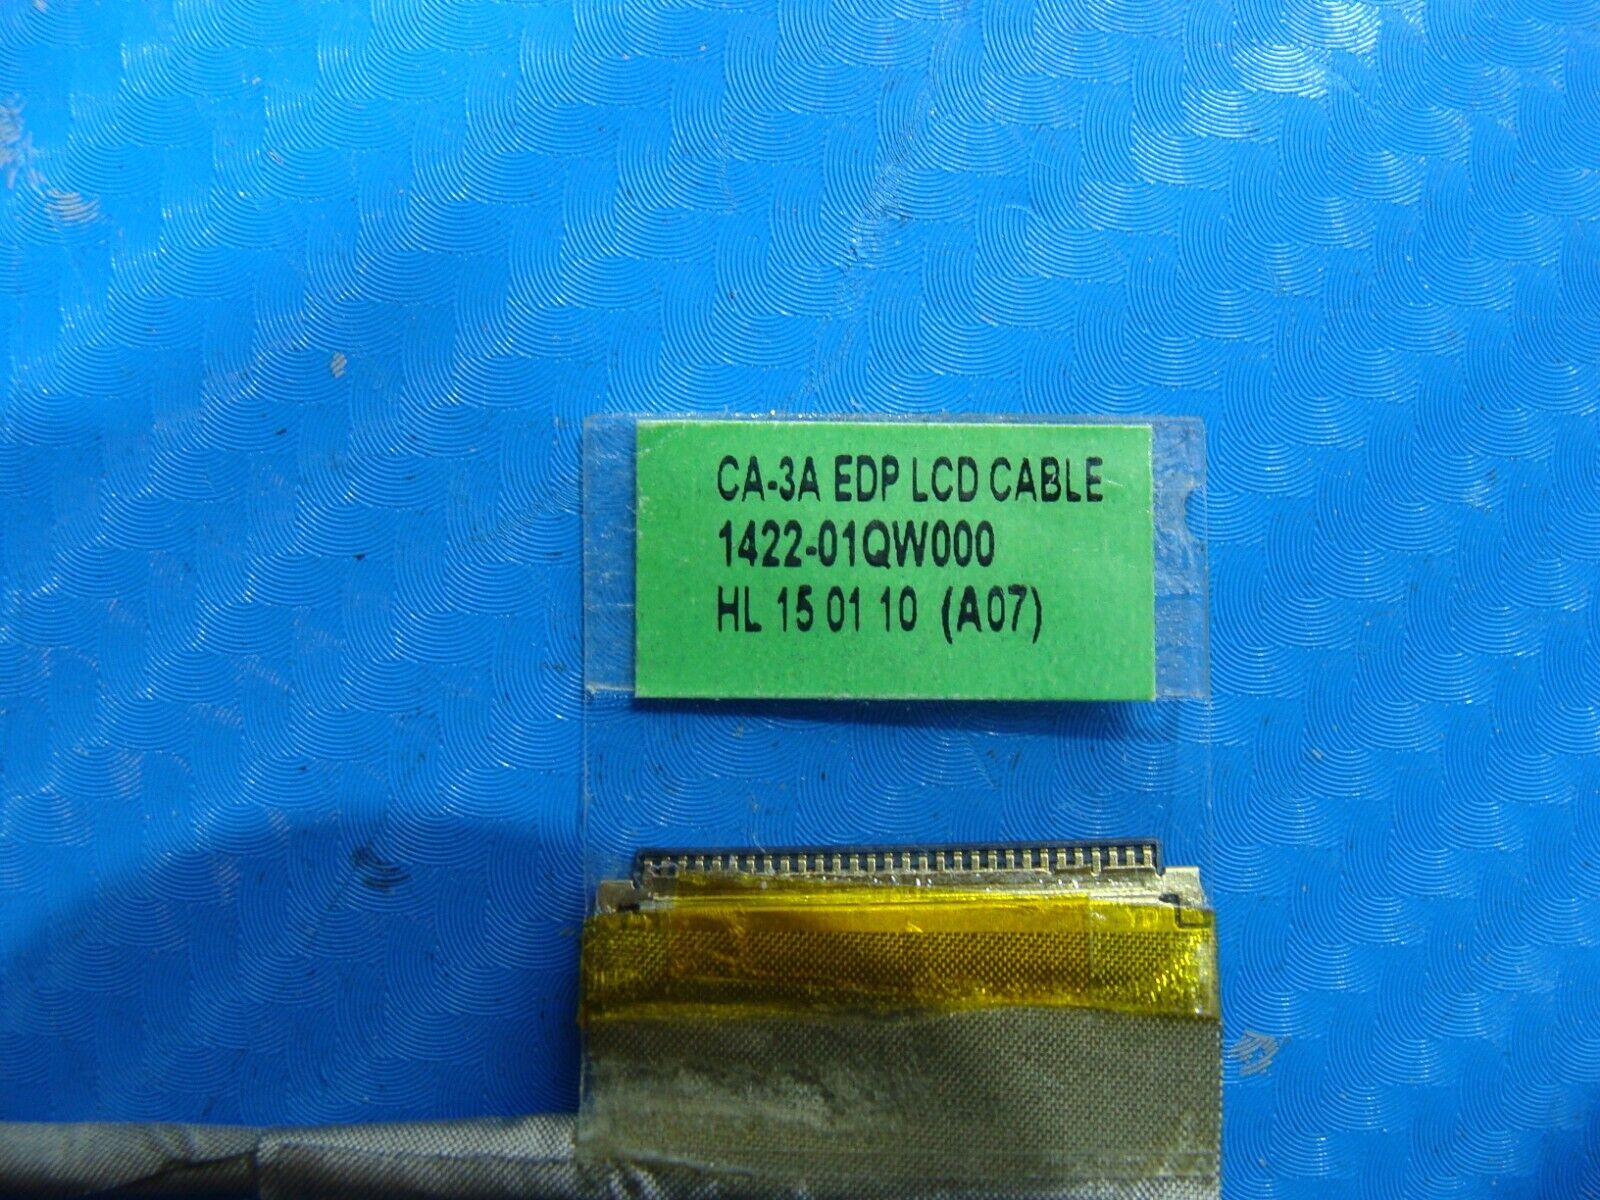 CA-3A EDP LCD CABLE
1422-01QW000
HL 15 01 10 (A07)